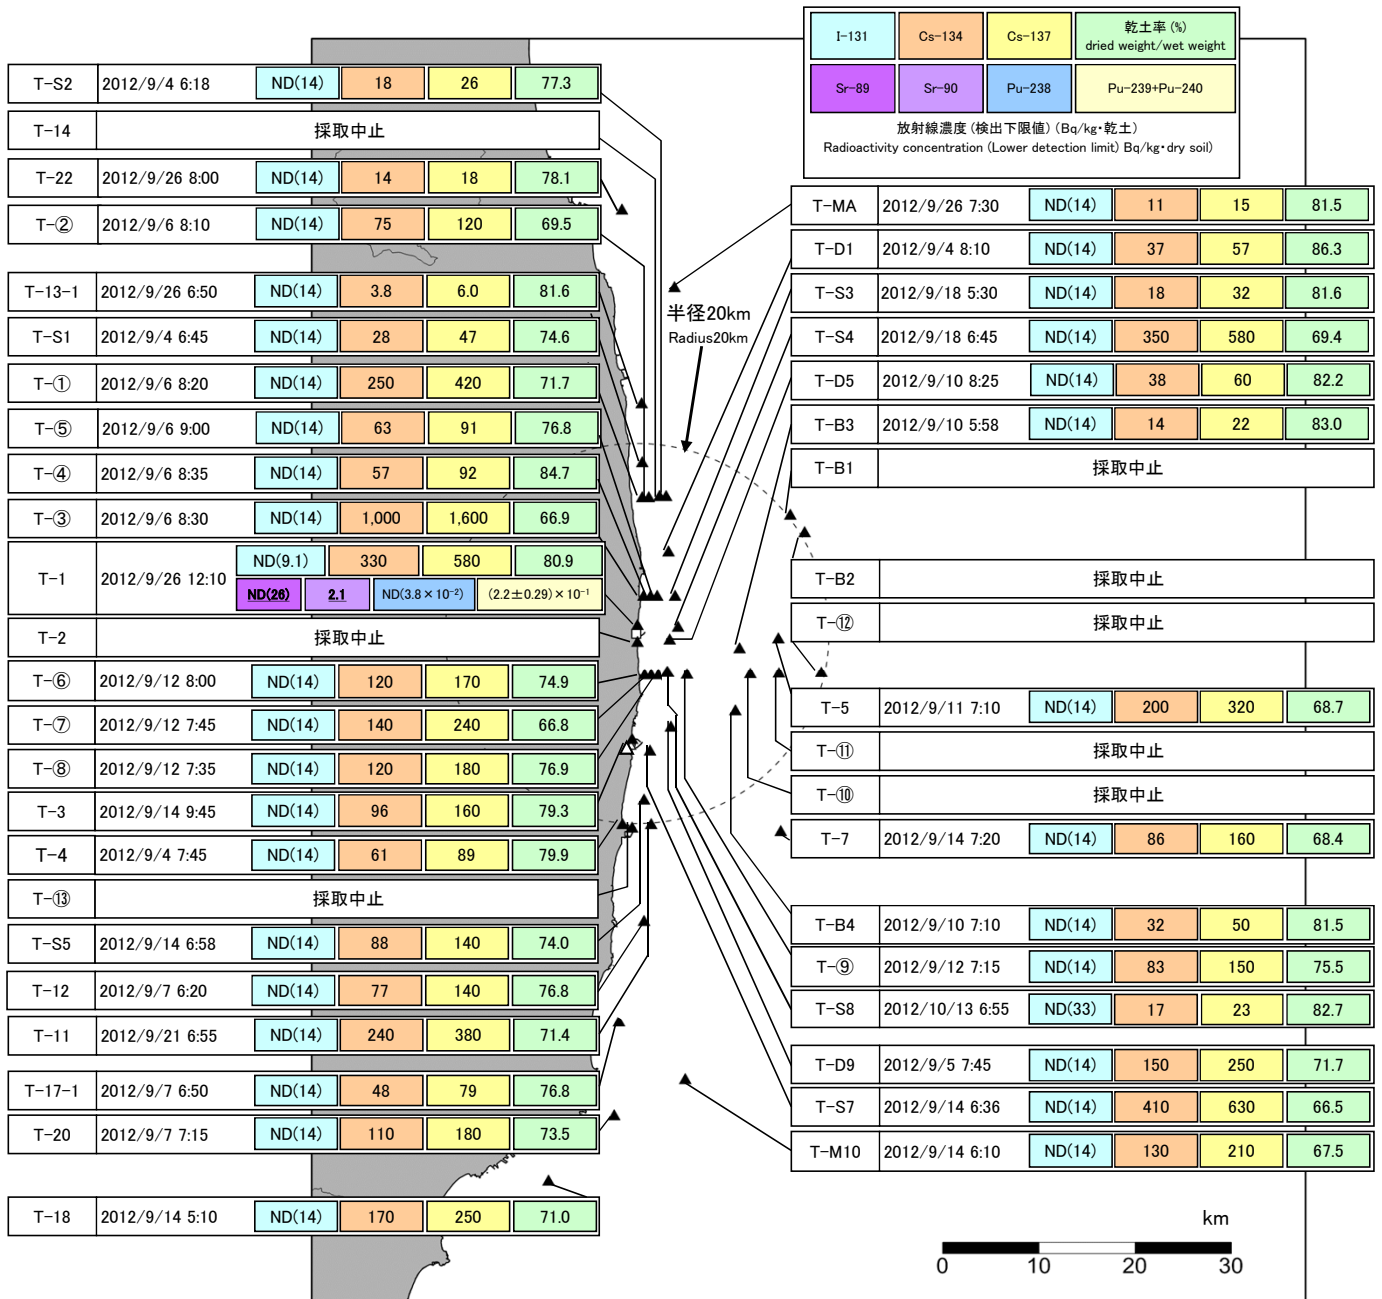 I-131 Cs-134 Cs-137 乾土率 (%)
dried weight/wet weight
Sr-89 Sr-90 Pu-238 Pu-239+Pu-240
放射線濃度 (検出下限値) (Bq/kg・乾土)
Radioactivity concentration (Lower detection limit) Bq/kg・dry soil)
T-S2 2012/9/4 6:18 ND(14) 18 26 77.3
T-14 採取中止
T-22 2012/9/26 8:00 ND(14) 14 18 78.1
T-② 2012/9/6 8:10 ND(14) 75 120 69.5
T-13-1 2012/9/26 6:50 ND(14) 3.8 6.0 81.6
T-S1 2012/9/4 6:45 ND(14) 28 47 74.6
T-① 2012/9/6 8:20 ND(14) 250 420 71.7
T-⑤ 2012/9/6 9:00 ND(14) 63 91 76.8
T-④ 2012/9/6 8:35 ND(14) 57 92 84.7
T-③ 2012/9/6 8:30 ND(14) 1,000 1,600 66.9
T-1 2012/9/26 12:10 ND(9.1) 330 580 80.9
ND(26) 2.1 ND(3.8×10⁻²) (2.2±0.29)×10⁻¹
T-2 採取中止
T-⑥ 2012/9/12 8:00 ND(14) 120 170 74.9
T-⑦ 2012/9/12 7:45 ND(14) 140 240 66.8
T-⑧ 2012/9/12 7:35 ND(14) 120 180 76.9
T-3 2012/9/14 9:45 ND(14) 96 160 79.3
T-4 2012/9/4 7:45 ND(14) 61 89 79.9
T-⑬ 採取中止
T-S5 2012/9/14 6:58 ND(14) 88 140 74.0
T-12 2012/9/7 6:20 ND(14) 77 140 76.8
T-11 2012/9/21 6:55 ND(14) 240 380 71.4
T-17-1 2012/9/7 6:50 ND(14) 48 79 76.8
T-20 2012/9/7 7:15 ND(14) 110 180 73.5
T-18 2012/9/14 5:10 ND(14) 170 250 71.0
半径20km
Radius20km
T-MA 2012/9/26 7:30 ND(14) 11 15 81.5
T-D1 2012/9/4 8:10 ND(14) 37 57 86.3
T-S3 2012/9/18 5:30 ND(14) 18 32 81.6
T-S4 2012/9/18 6:45 ND(14) 350 580 69.4
T-D5 2012/9/10 8:25 ND(14) 38 60 82.2
T-B3 2012/9/10 5:58 ND(14) 14 22 83.0
T-B1 採取中止
T-B2 採取中止
T-⑫ 採取中止
T-5 2012/9/11 7:10 ND(14) 200 320 68.7
T-⑪ 採取中止
T-⑩ 採取中止
T-7 2012/9/14 7:20 ND(14) 86 160 68.4
T-B4 2012/9/10 7:10 ND(14) 32 50 81.5
T-⑨ 2012/9/12 7:15 ND(14) 83 150 75.5
T-S8 2012/10/13 6:55 ND(33) 17 23 82.7
T-D9 2012/9/5 7:45 ND(14) 150 250 71.7
T-S7 2012/9/14 6:36 ND(14) 410 630 66.5
T-M10 2012/9/14 6:10 ND(14) 130 210 67.5
km
0 10 20 30